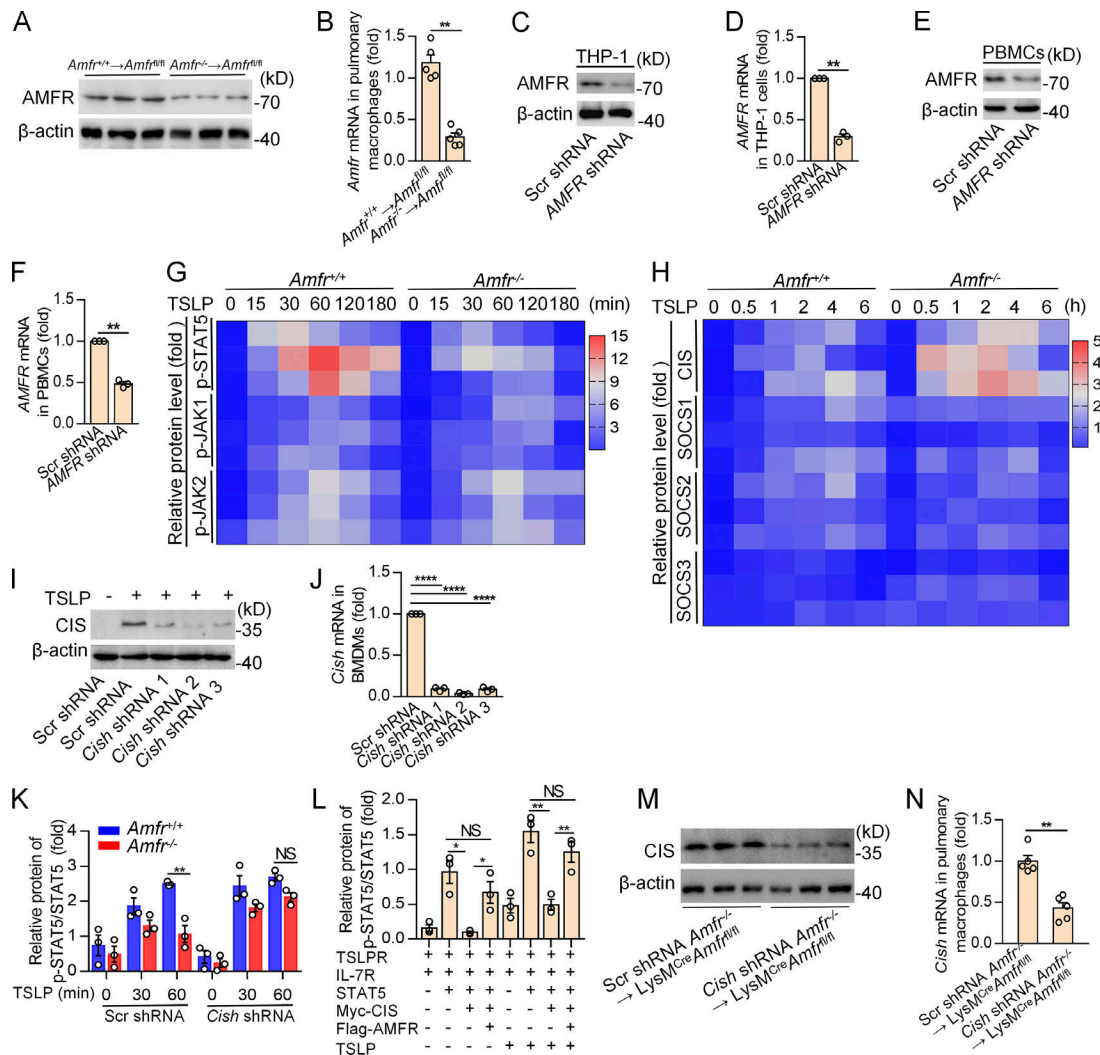 A
Amfr+/+→Amfrfl/fl Amfr-/-→Amfrfl/fl (kD)
AMFR
-70
β-actin
-40
B
Amfr mRNA in pulmonary
macrophages (fold)
1.5
1.0
0.5
0.0
**
Amfr+/+→Amfrfl/fl
Amfr-/-→Amfrfl/fl
C
THP-1 (kD)
AMFR
-70
β-actin
-40
Scr shRNA
AMFR shRNA
D
AMFR mRNA
in THP-1 cells (fold)
1.5
1.0
0.5
0.0
**
Scr shRNA
AMFR shRNA
E
PBMCs (kD)
AMFR
-70
β-actin
-40
Scr shRNA
AMFR shRNA
F
AMFR mRNA
in PBMCs (fold)
1.5
1.0
0.5
0.0
**
Scr shRNA
AMFR shRNA
G
Amfr+/+ Amfr-/-
TSLP 0 15 30 60 120 180 0 15 30 60 120 180 (min)
Relative protein level (fold )
p-STAT5
p-JAK1
p-JAK2
15
12
9
6
3
H
Amfr+/+ Amfr-/-
TSLP 0 0.5 1 2 4 6 0 0.5 1 2 4 6 (h)
Relative protein level (fold )
CIS
SOCS1
SOCS2
SOCS3
5
4
3
2
1
I
TSLP - + + + +
(kD)
CIS
-35
β-actin
-40
Scr shRNA
Scr shRNA
Cish shRNA 1
Cish shRNA 2
Cish shRNA 3
J
Cish mRNA in
BMDMs (fold)
1.5
1.0
0.5
0.0
****
****
****
Scr shRNA
Cish shRNA 1
Cish shRNA 2
Cish shRNA 3
K
Relative protein of
p-STAT5/STAT5 (fold)
4
3
2
1
0
Amfr+/+
Amfr-/-
**
NS
TSLP (min) 0 30 60 0 30 60
Scr shRNA Cish shRNA
L
Relative protein of
p-STAT5/STAT5 (fold)
2.0
1.5
1.0
0.5
0.0
NS
* *
NS
** **
TSLPR + + + + + + + +
IL-7R + + + + + + + +
STAT5 - + + + - + + +
Myc-CIS - - + + - - + +
Flag-AMFR - - - + - - - +
TSLP - - - - + + + +
M
(kD)
CIS
-35
β-actin
-40
Scr shRNA Amfr-/-
→ LysMCre Amfrfl/fl
Cish shRNA Amfr-/-
→ LysMCre Amfrfl/fl
N
Cish mRNA in pulmonary
macrophages (fold)
1.5
1.0
0.5
0.0
**
Scr shRNA Amfr-/-
→ LysMCre Amfrfl/fl
Cish shRNA Amfr-/-
→ LysMCre Amfrfl/fl